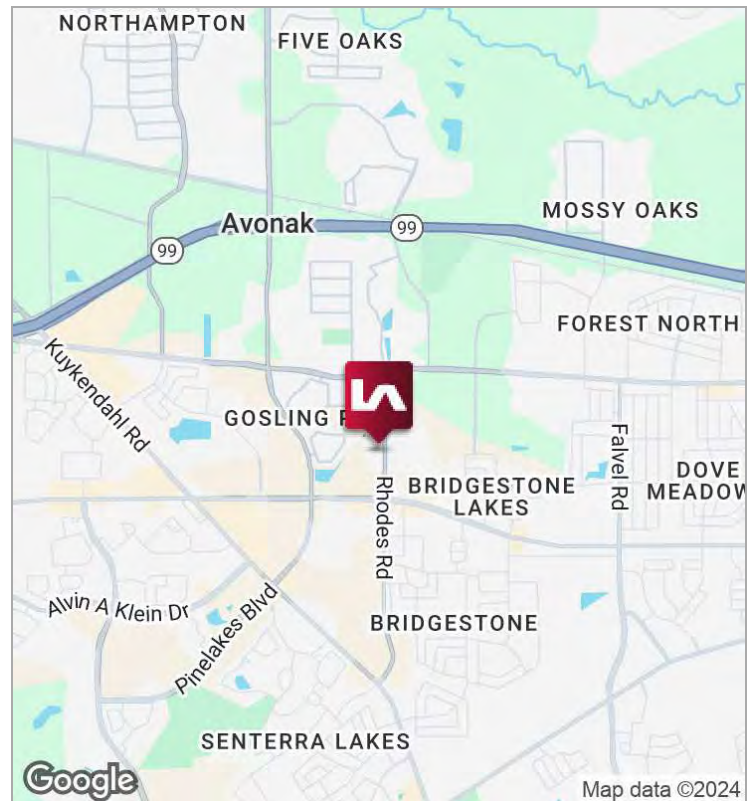 NORTHAMPTON
FIVE OAKS
MOSSY OAKS
Avonak
99
99
FOREST NORTH
Kuykendahl Rd
GOSLING
Falvel Rd
Rhodes Rd
BRIDGESTONE
LAKES
DOVE
MEADOW
Alvin A Klein Dr
Pinelakes Blvd
BRIDGESTONE
SENTERRA LAKES
Google
Map data ©2024